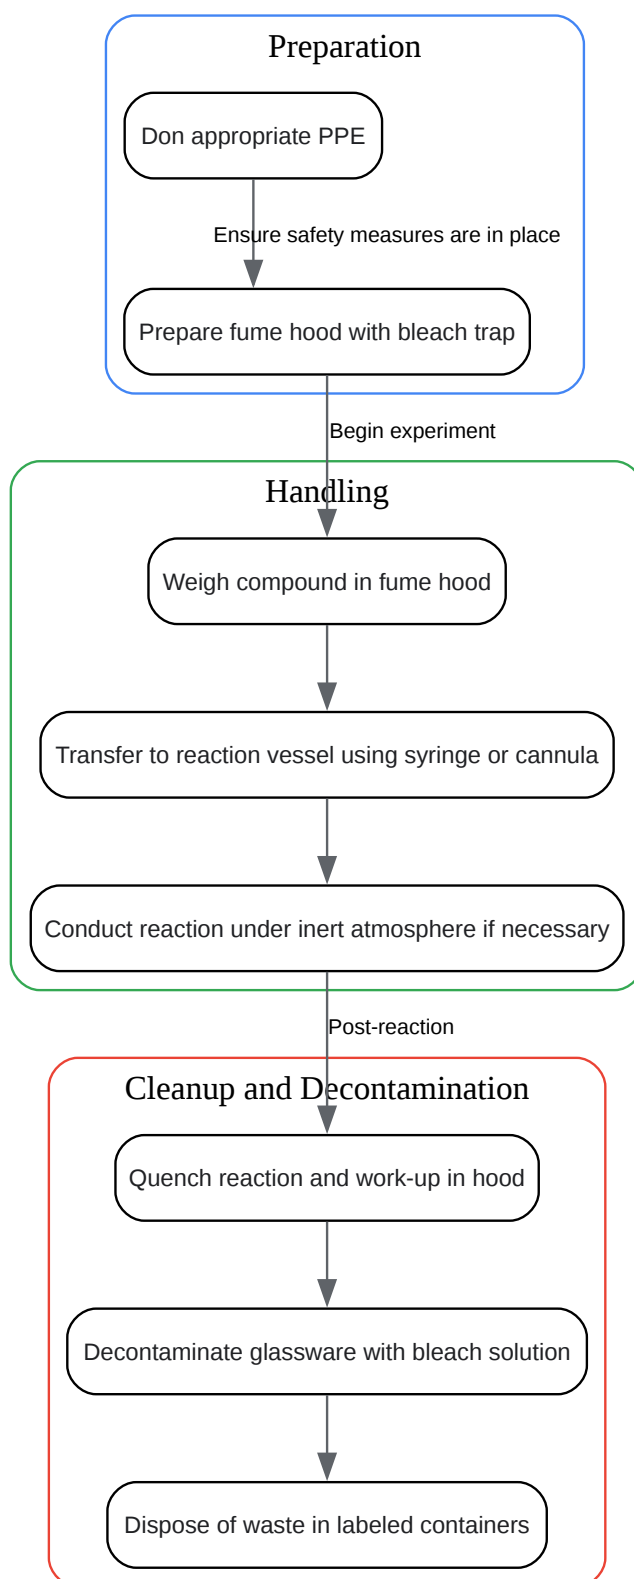 Preparation
Don appropriate PPE
Ensure safety measures are in place
Prepare fume hood with bleach trap
Begin experiment
Handling
Weigh compound in fume hood
Transfer to reaction vessel using syringe or cannula
Conduct reaction under inert atmosphere if necessary
Post-reaction
Cleanup and Decontamination
Quench reaction and work-up in hood
Decontaminate glassware with bleach solution
Dispose of waste in labeled containers